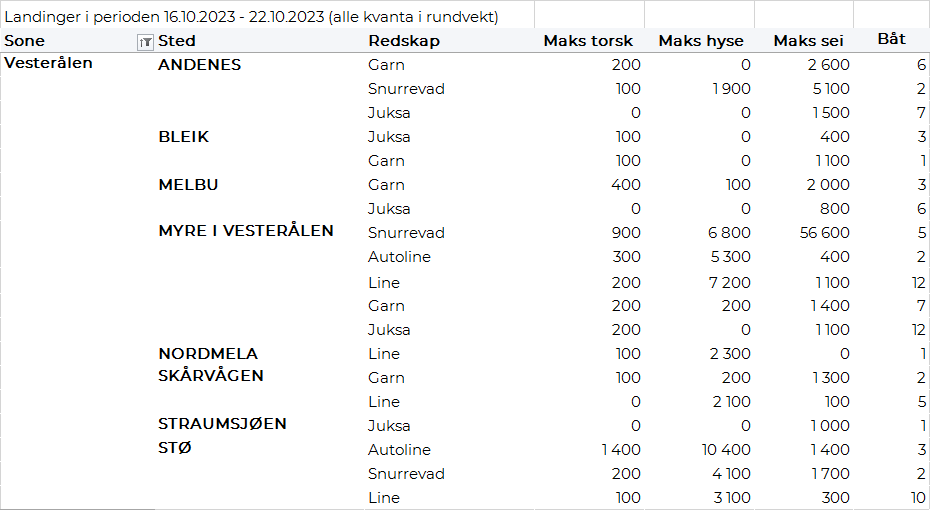 Landinger i perioden 16.10.2023 - 22.10.2023 (alle kvanta i rundvekt)
Sone Sted Redskap Maks torsk Maks hyse Maks sei Båt
Vesterålen ANDENES Garn 200 0 2 600 6
Snurrevad 100 1 900 5 100 2
Juksa 0 0 1 500 7
BLEIK Juksa 100 0 400 3
Garn 100 0 1 100 1
MELBU Garn 400 100 2 000 3
Juksa 0 0 800 6
MYRE I VESTERÅLEN Snurrevad 900 6 800 56 600 5
Autoline 300 5 300 400 2
Line 200 7 200 1 100 12
Garn 200 200 1 400 7
Juksa 200 0 1 100 12
NORDMELA Line 100 2 300 0 1
SKÅRVÅGEN Garn 100 200 1 300 2
Line 0 2 100 100 5
STRAUMSJØEN Juksa 0 0 1 000 1
STØ Autoline 1 400 10 400 1 400 3
Snurrevad 200 4 100 1 700 2
Line 100 3 100 300 10